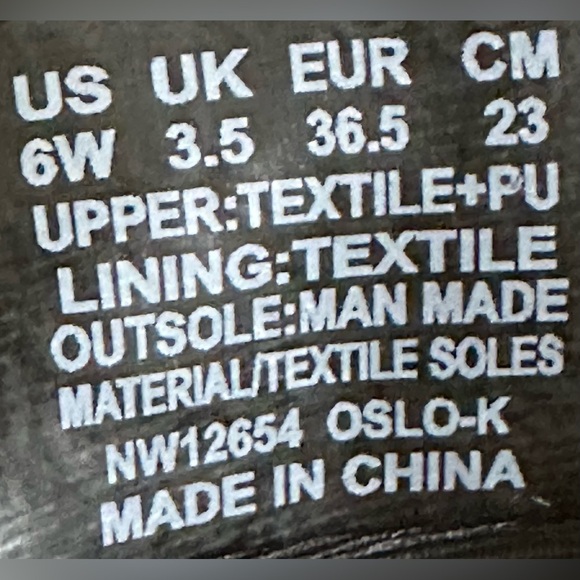 US UK EUR CM
6W 3.5 36.5 23
UPPER:TEXTILE+PU
LINING:TEXTILE
OUTSOLE:MAN MADE
MATERIAL/TEXTILE SOLES
NW12654 OSLO-K
MADE IN CHINA